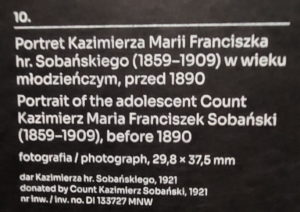 10.
Portret Kazimierza Marii Franciszka
hr. Sobańskiego (1859–1909) w wieku
młodzieńczym, przed 1890
Portrait of the adolescent Count
Kazimierz Maria Franciszek Sobański
(1859–1909), before 1890
fotografia / photograph, 29,8 × 37,5 mm
dar Kazimierza hr. Sobańskiego, 1921
donated by Count Kazimierz Sobański, 1921
nr inw. / inv. no. DI 133727 MNW